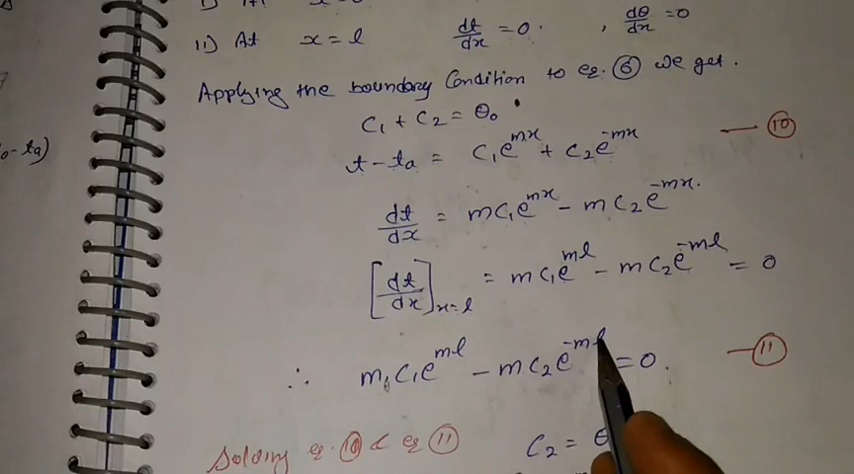 ii) At x = l dt/dx = 0 , dθ/dx = 0
Applying the boundary Condition to eq. ⑥ we get.
C₁ + C₂ = θ₀
t - tₐ = C₁e^{mx} + C₂e^{-mx} — ⑩
dt/dx = mC₁e^{mx} - mC₂e^{-mx}.
[dt/dx]ₓ₌ₗ = mC₁e^{ml} - mC₂e^{-ml} = 0
∴ m.C₁e^{ml} - mC₂e^{-ml} = 0. — ⑪
Solving eq. ⑩ & eq ⑪ C₂ = θ